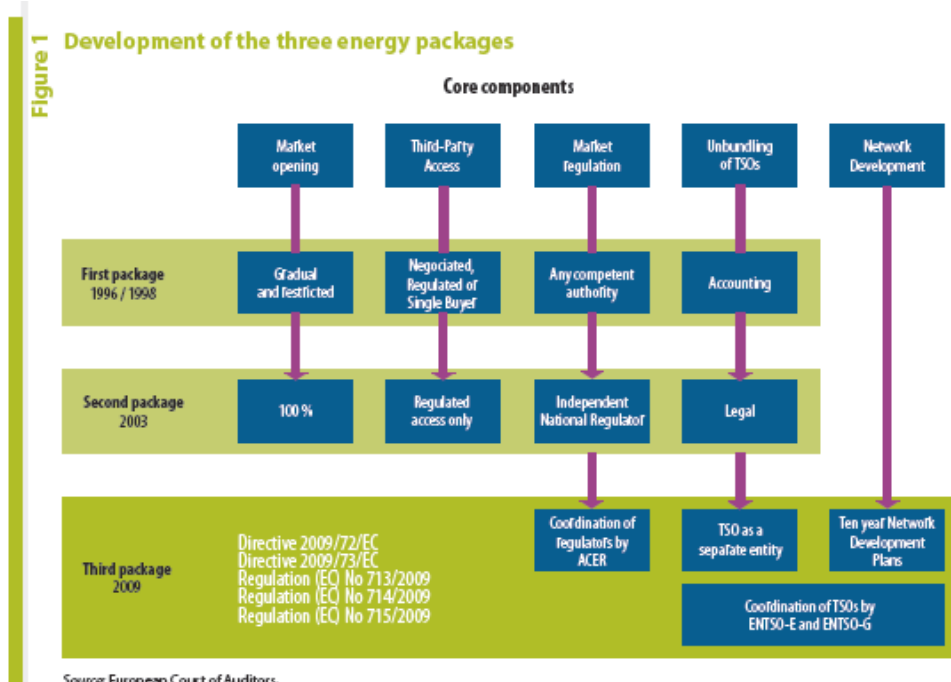 Figure 1
Development of the three energy packages
Core components
Market
opening
Third-Party
Access
Market
regulation
Unbundling
of TSOs
Network
Development
First package
1996 / 1998
Gradual
and restricted
Negotiated,
Regulated or
Single Buyer
Any competent
authority
Accounting
Second package
2003
100 %
Regulated
access only
Independent
National Regulator
Legal
Third package
2009
Directive 2009/72/EC
Directive 2009/73/EC
Regulation (EC) No 713/2009
Regulation (EC) No 714/2009
Regulation (EC) No 715/2009
Coordination of
regulators by
ACER
TSO as a
separate entity
Ten year Network
Development
Plans
Coordination of TSOs by
ENTSO-E and ENTSO-G
Source: European Court of Auditors.